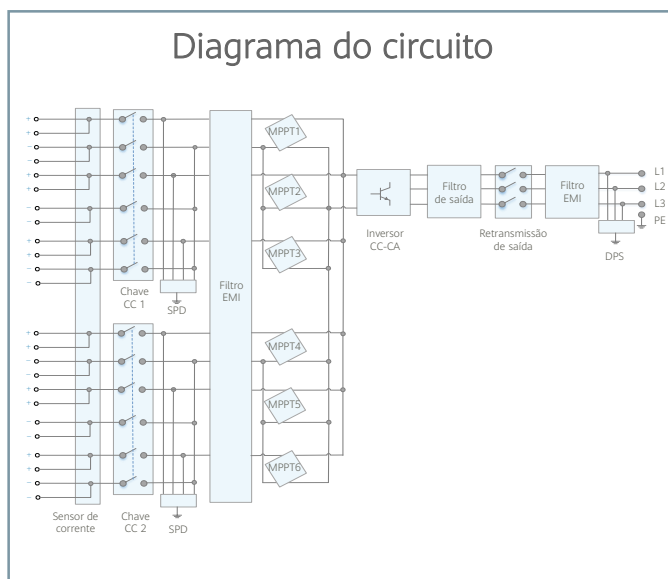 Diagrama do circuito
+
+
−
−
+
+
−
−
+
+
−
−
Chave
CC 1
SPD
Filtro
EMI
MPPT1
MPPT2
MPPT3
MPPT4
MPPT5
MPPT6
Inversor
CC-CA
Filtro
de saída
Retransmissão
de saída
Filtro
EMI
L1
L2
L3
PE
DPS
+
+
−
−
+
+
−
−
+
+
−
−
Sensor de
corrente
Chave
CC 2
SPD